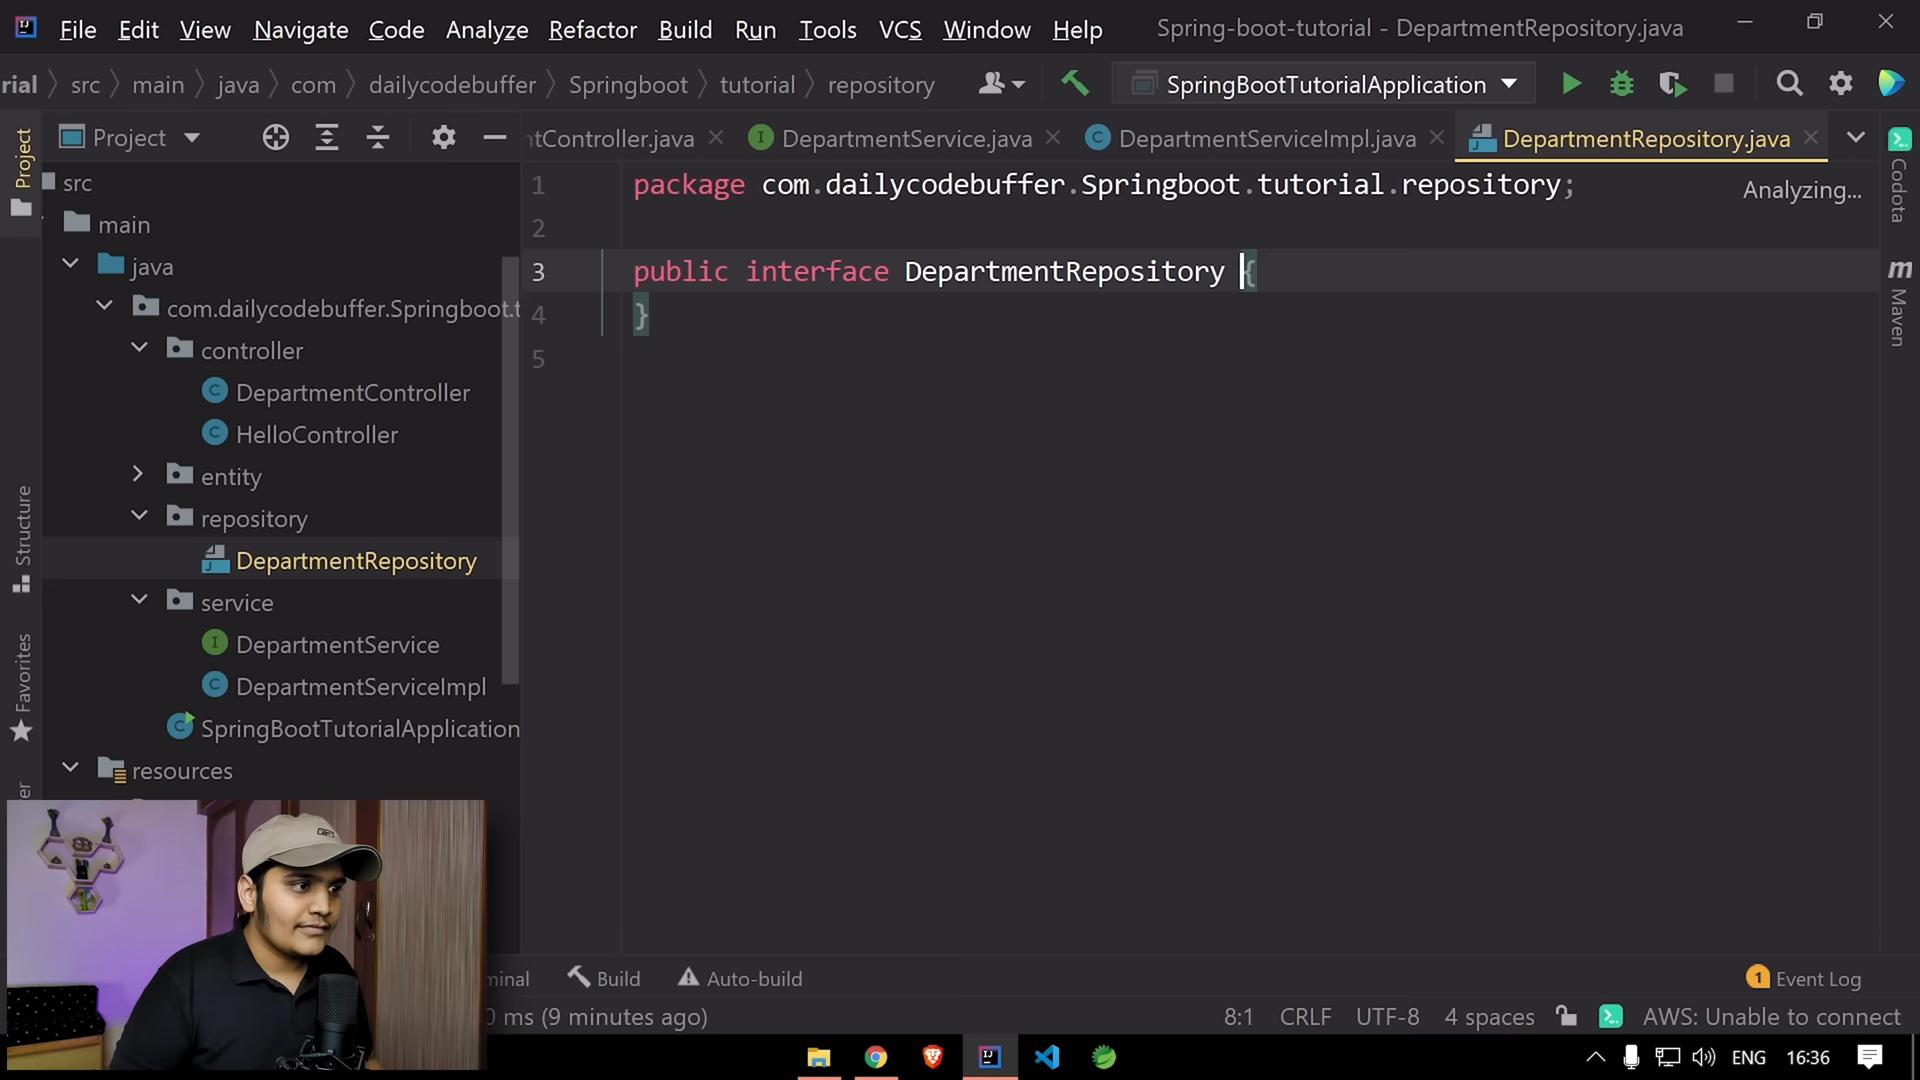 File Edit View Navigate Code Analyze Refactor Build Run Tools VCS Window Help Spring-boot-tutorial - DepartmentRepository.java
rial src main java com dailycodebuffer Springboot tutorial repository SpringBootTutorialApplication
Project
ntController.java DepartmentService.java DepartmentServiceImpl.java DepartmentRepository.java
Project
Structure
Favorites
src
main
java
com.dailycodebuffer.Springboot.t
controller
DepartmentController
HelloController
entity
repository
DepartmentRepository
service
DepartmentService
DepartmentServiceImpl
SpringBootTutorialApplication
resources
1 package com.dailycodebuffer.Springboot.tutorial.repository;
2
3 public interface DepartmentRepository {
4 }
5
Analyzing...
Codota
m Maven
minal Build Auto-build 1 Event Log
0 ms (9 minutes ago) 8:1 CRLF UTF-8 4 spaces AWS: Unable to connect
ENG 16:36